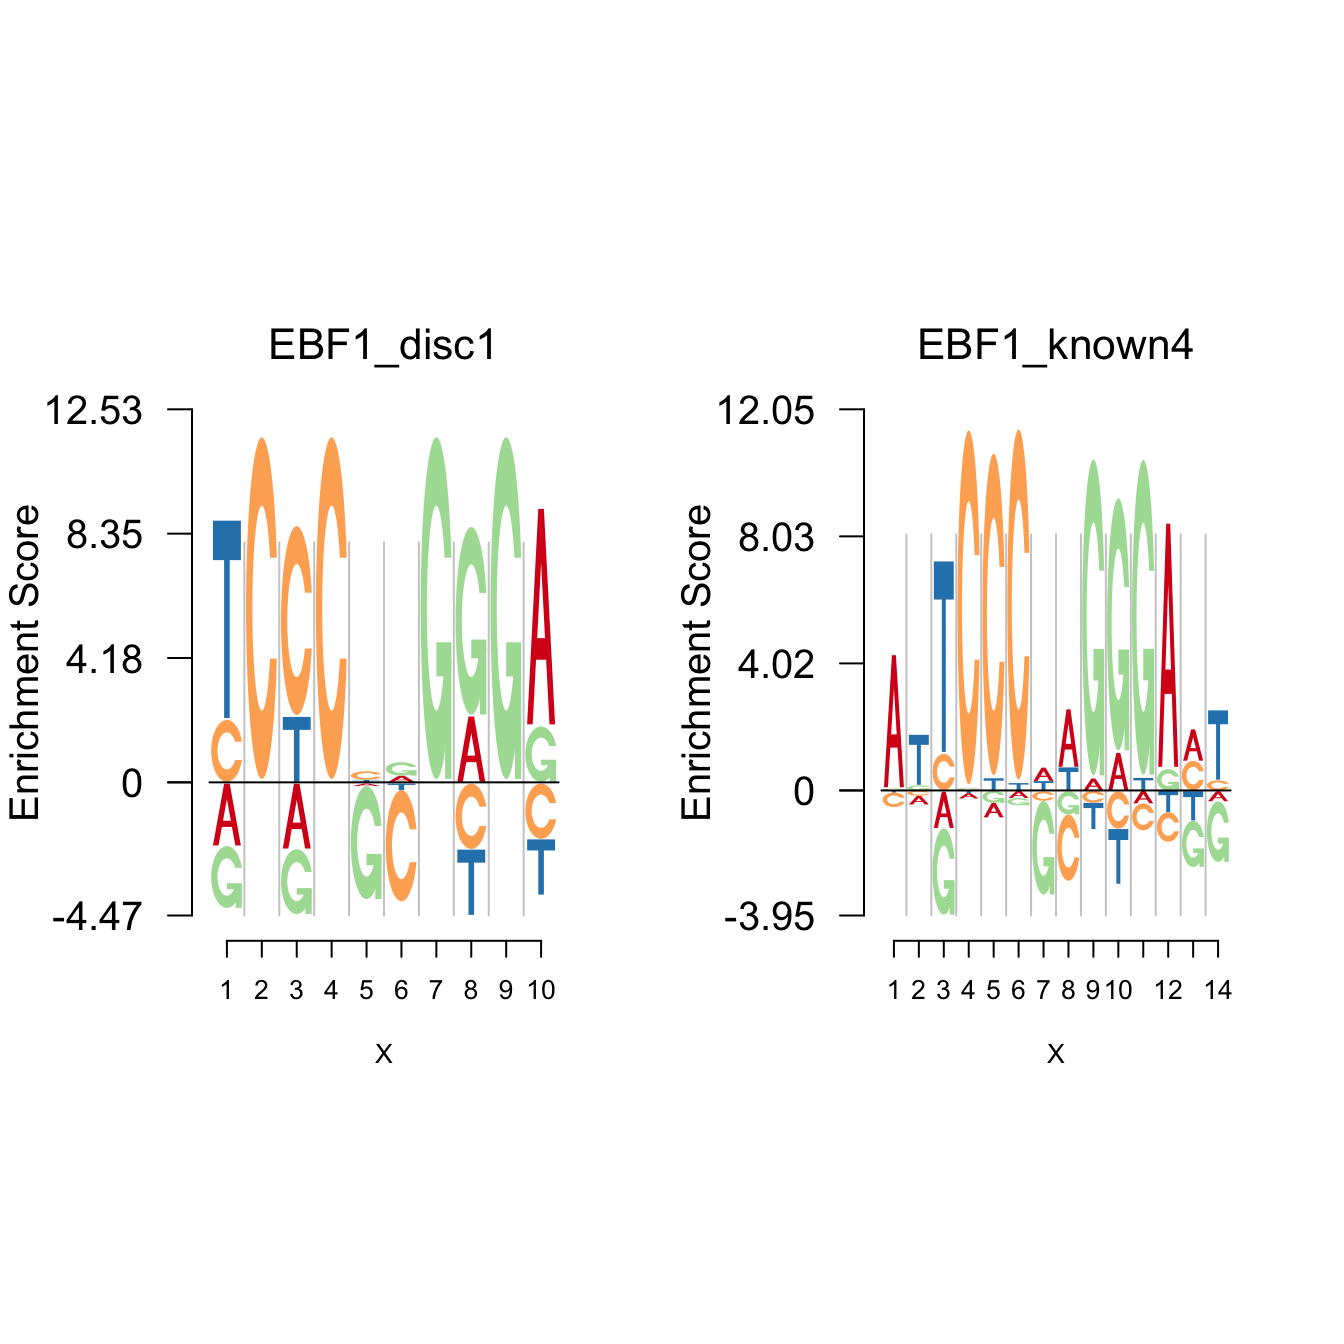 EBF1_disc1
12.53
8.35
4.18
0
-4.47
Enrichment Score
T C C C C G G G G A
C T A A G
A A G C C C C
G G T T T
1 2 3 4 5 6 7 8 9 10
X
EBF1_known4
12.05
8.03
4.02
0
-3.95
Enrichment Score
1 2 3 4 5 6 7 8 9 10 12 14
X